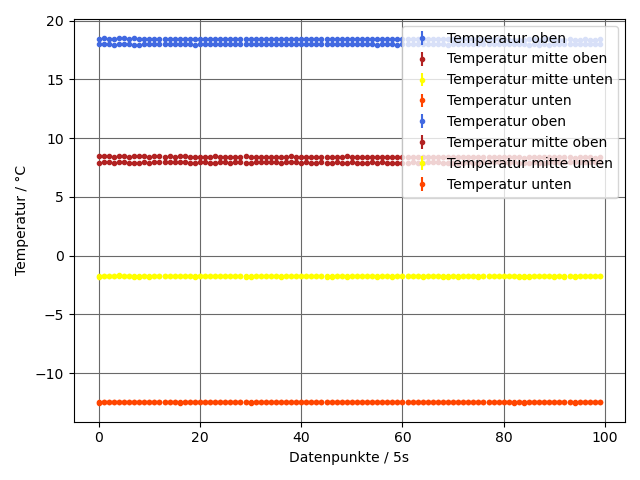 20
15
10
5
0
−5
−10
Temperatur / °C
0
20
40
60
80
100
Datenpunkte / 5s
Temperatur oben
Temperatur mitte oben
Temperatur mitte unten
Temperatur unten
Temperatur oben
Temperatur mitte oben
Temperatur mitte unten
Temperatur unten